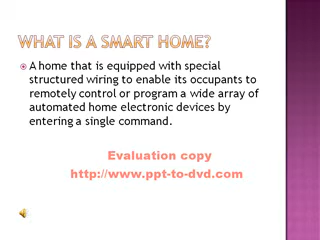 WHAT IS A SMART HOME?
A home that is equipped with special
structured wiring to enable its occupants to
remotely control or program a wide array of
automated home electronic devices by
entering a single command.
Evaluation copy
http://www.ppt-to-dvd.com